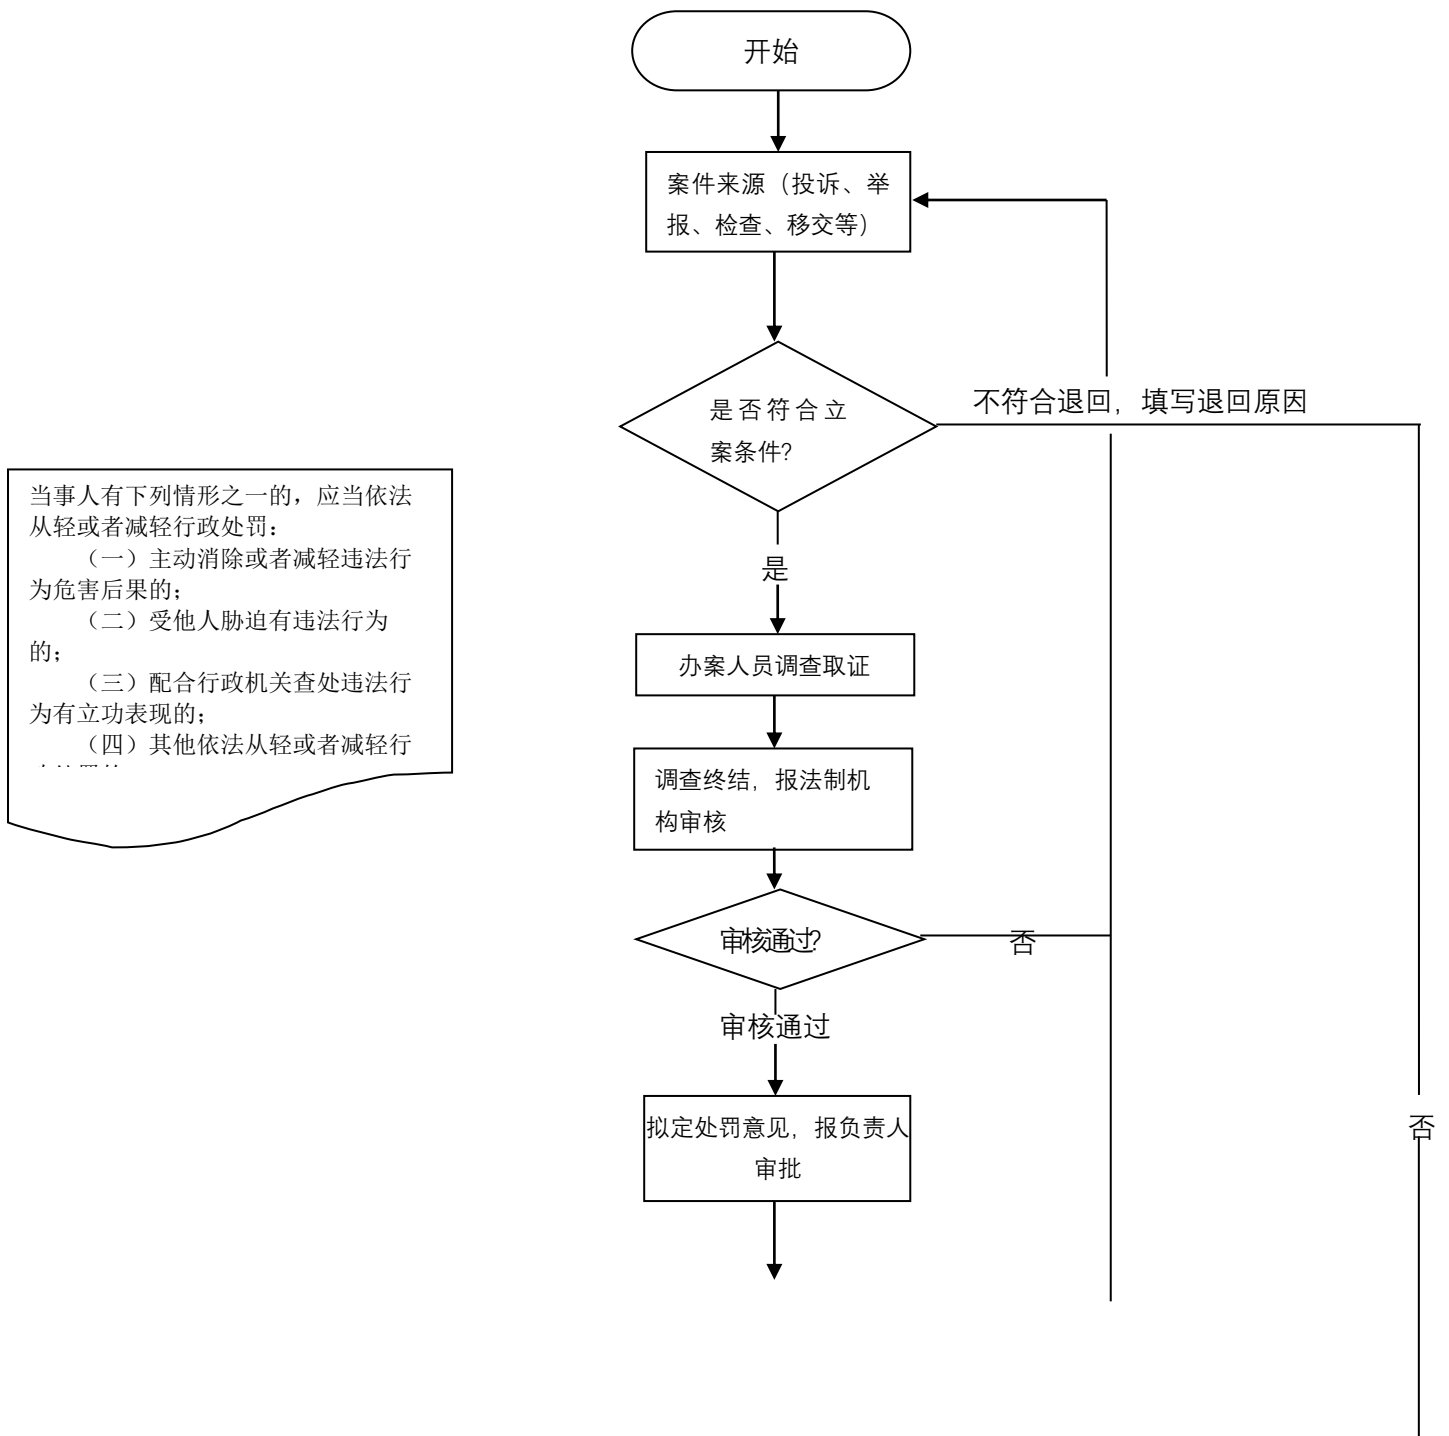 开始
案件来源（投诉、举
报、检查、移交等）
是否符合立
案条件？
不符合退回，填写退回原因
当事人有下列情形之一的，应当依法
从轻或者减轻行政处罚：
（一）主动消除或者减轻违法行
为危害后果的；
（二）受他人胁迫有违法行为
的；
（三）配合行政机关查处违法行
为有立功表现的；
（四）其他依法从轻或者减轻行
是
办案人员调查取证
调查终结，报法制机
构审核
审核通过？
否
审核通过
拟定处罚意见，报负责人
审批
否